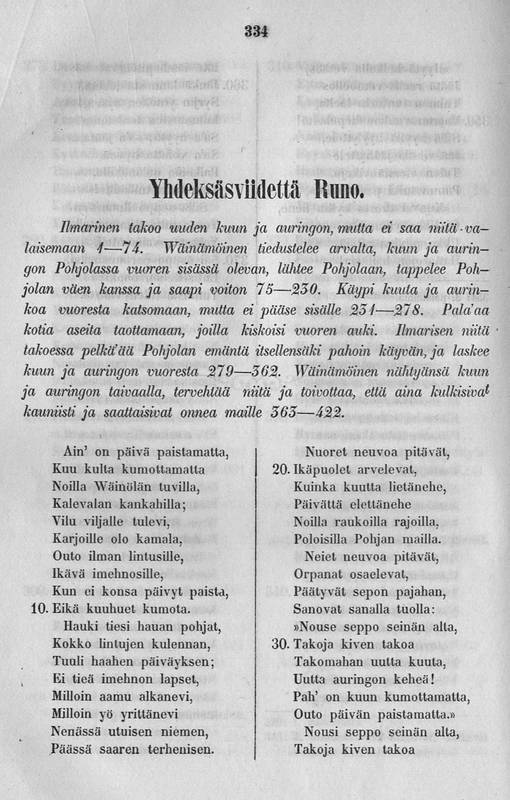 334
Yhdeksäsviidettä Runo.
Ilmarinen takoo uuden kuun ja auringon, mutta ei saa niitä va-
laisemaan 1—74. Wäinämöinen tiedustelee arvalta, kuun ja aurin-
gon Pohjolassa vuoren sisässä olevan, lähtee Pohjolaan, tappelee Poh-
jolan väen kanssa ja saapi voiton 75—230. Käypi kuuta ja aurin-
koa vuoresta katsomaan, mutta ei pääse sisälle 231—278. Pala'aa
kotia aseita taottamaan, joilla kiskoisi vuoren auki. Ilmarisen niitä
takoessa pelkä'ää Pohjolan emäntä itsellensäki pahoin käyvän, ja laskee
kuun ja auringon vuoresta 279—362. Wäinämöinen nähtyänsä kuun
ja auringon taivaalla, tervehtää niitä ja toivottaa, että aina kulkisivat
kauniisti ja saattaisivat onnea maille 363—422.
Ain' on päivä paistamatta,
Kuu kulta kumottamatta
Noilla Wäinölän tuvilla,
Kalevalan kankahilla;
Vilu viljalle tulevi,
Karjoille olo kamala,
Outo ilman lintusille,
Ikävä imehnosille,
Kun ei konsa päivyt paista,
10. Eikä kuuhuet kumota.
Hauki tiesi hauan pohjat,
Kokko lintujen kulennan,
Tuuli haahen päiväyksen;
Ei tieä imehnon lapset,
Milloin aamu alkanevi,
Milloin yö yrittänevi
Nenässä utuisen niemen,
Päässä saaren terhenisen.
Nuoret neuvoa pitävät,
20. Ikäpuolet arvelevat,
Kuinka kuutta lietänehe,
Päivättä elettänehe
Noilla raukoilla rajoilla,
Poloisilla Pohjan mailla.
Neiet neuvoa pitävät,
Orpanat osaelevat,
Päätyvät sepon pajahan,
Sanovat sanalla tuolla:
»Nouse seppo seinän alta,
30. Takoja kiven takoa
Takomahan uutta kuuta,
Uutta auringon keheä!
Pah' on kuun kumottamatta,
Outo päivän paistamatta.»
Nousi seppo seinän alta,
Takoja kiven takoa